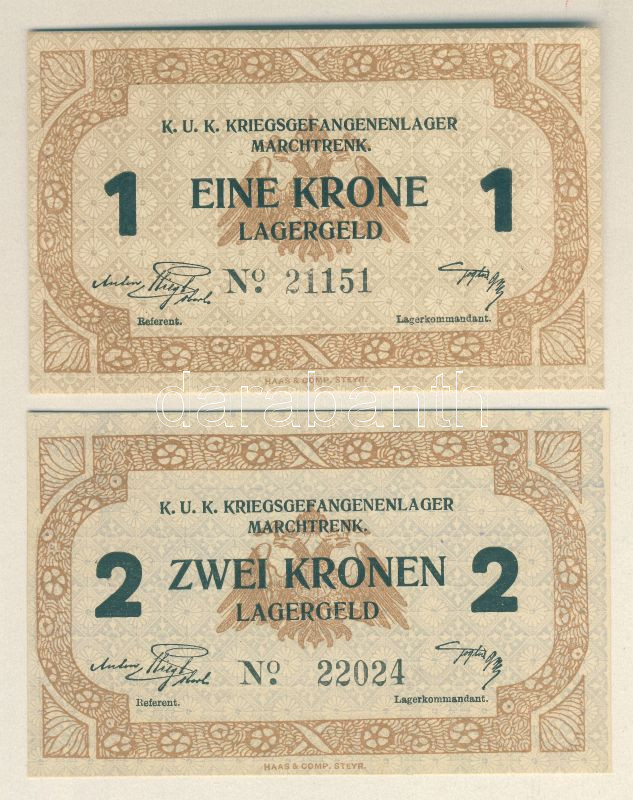 K. U. K. KRIEGSGEFANGENENLAGER
MARCHTRENK.
1 EINE KRONE 1
LAGERGELD
No. 21151
Referent. Lagerkommandant.
HAAS & COMP. STEYR.
darabanth
K. U. K. KRIEGSGEFANGENENLAGER
MARCHTRENK.
2 ZWEI KRONEN 2
LAGERGELD
No. 22024
Referent. Lagerkommandant.
HAAS & COMP. STEYR.